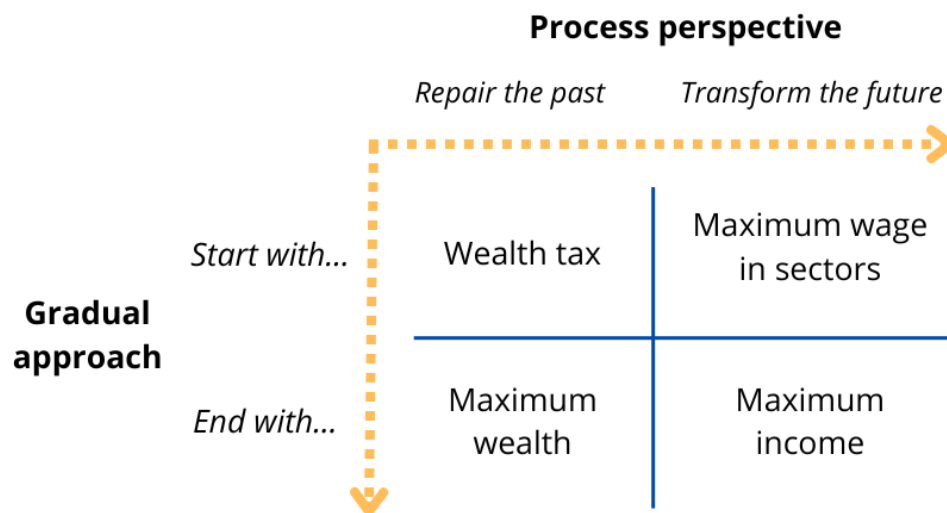 Process perspective
Repair the past
Transform the future
Start with...
Wealth tax
Maximum wage
in sectors
Gradual
approach
End with...
Maximum
wealth
Maximum
income